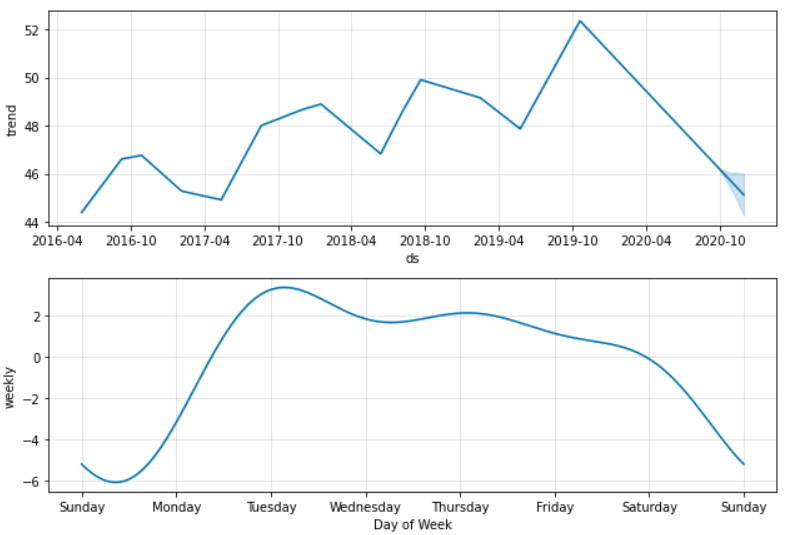 52
50
48
46
44
trend
2016-04 2016-10 2017-04 2017-10 2018-04 2018-10 2019-04 2019-10 2020-04 2020-10
ds
2
0
−2
−4
−6
weekly
Sunday Monday Tuesday Wednesday Thursday Friday Saturday Sunday
Day of Week